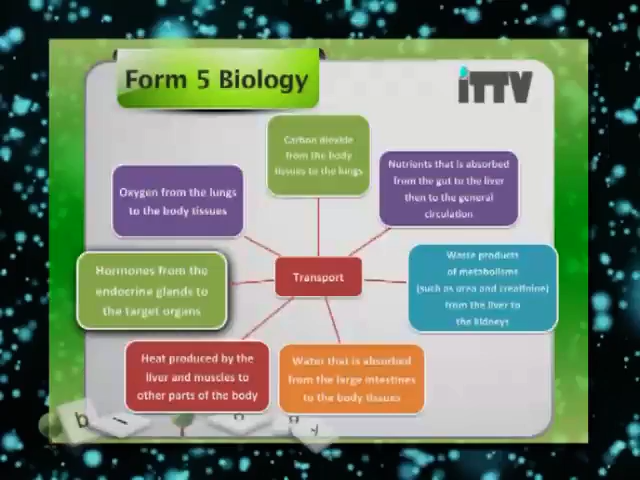 Form 5 Biology
iTTV
Carbon dioxide
from the body
tissues to the lungs
Nutrients that is absorbed
from the gut to the liver
then to the general
circulation
Oxygen from the lungs
to the body tissues
Waste products
of metabolisms
(such as urea and creatinine)
from the liver to
the kidneys
Transport
Hormones from the
endocrine glands to
the target organs
Heat produced by the
liver and muscles to
other parts of the body
Water that is absorbed
from the large intestines
to the body tissues
b